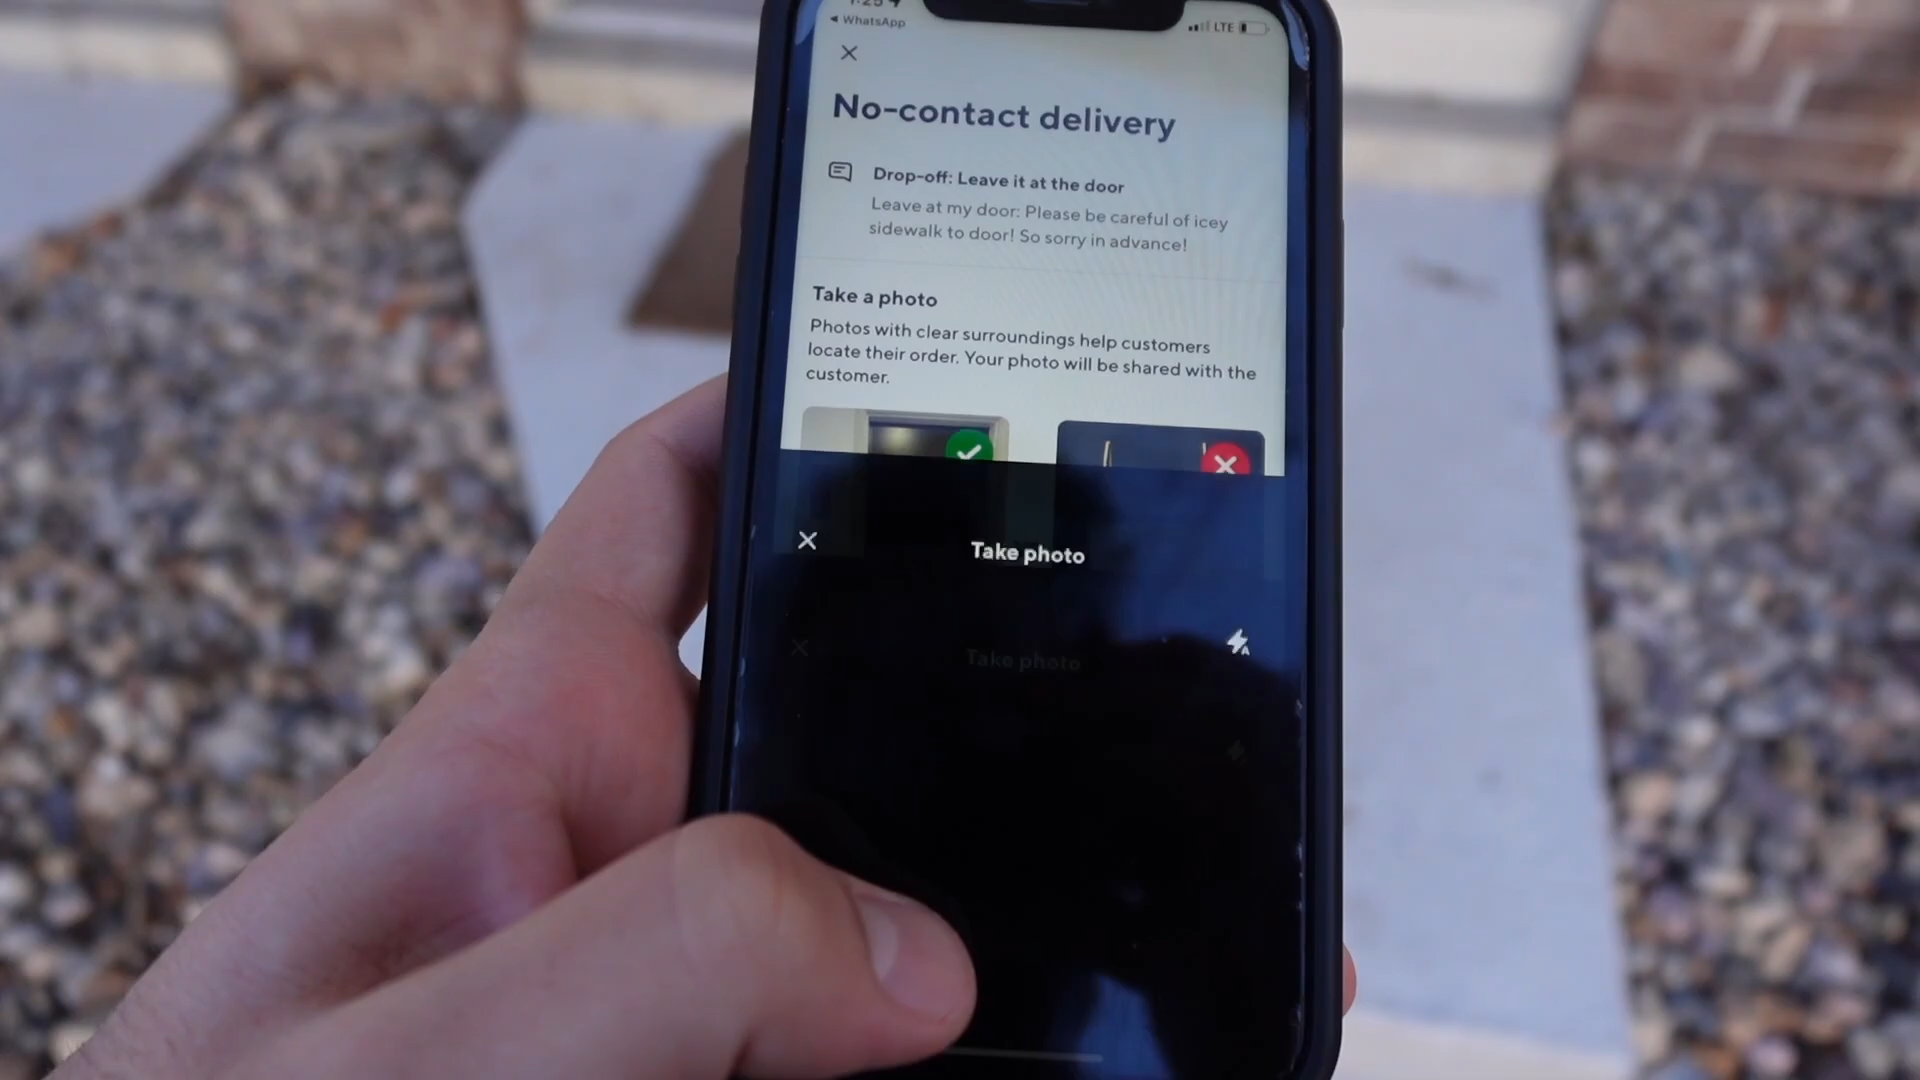 WhatsApp
LTE
No-contact delivery
Drop-off: Leave it at the door
Leave at my door: Please be careful of icey
sidewalk to door! So sorry in advance!
Take a photo
Photos with clear surroundings help customers
locate their order. Your photo will be shared with the
customer.
Take photo
A
Take photo